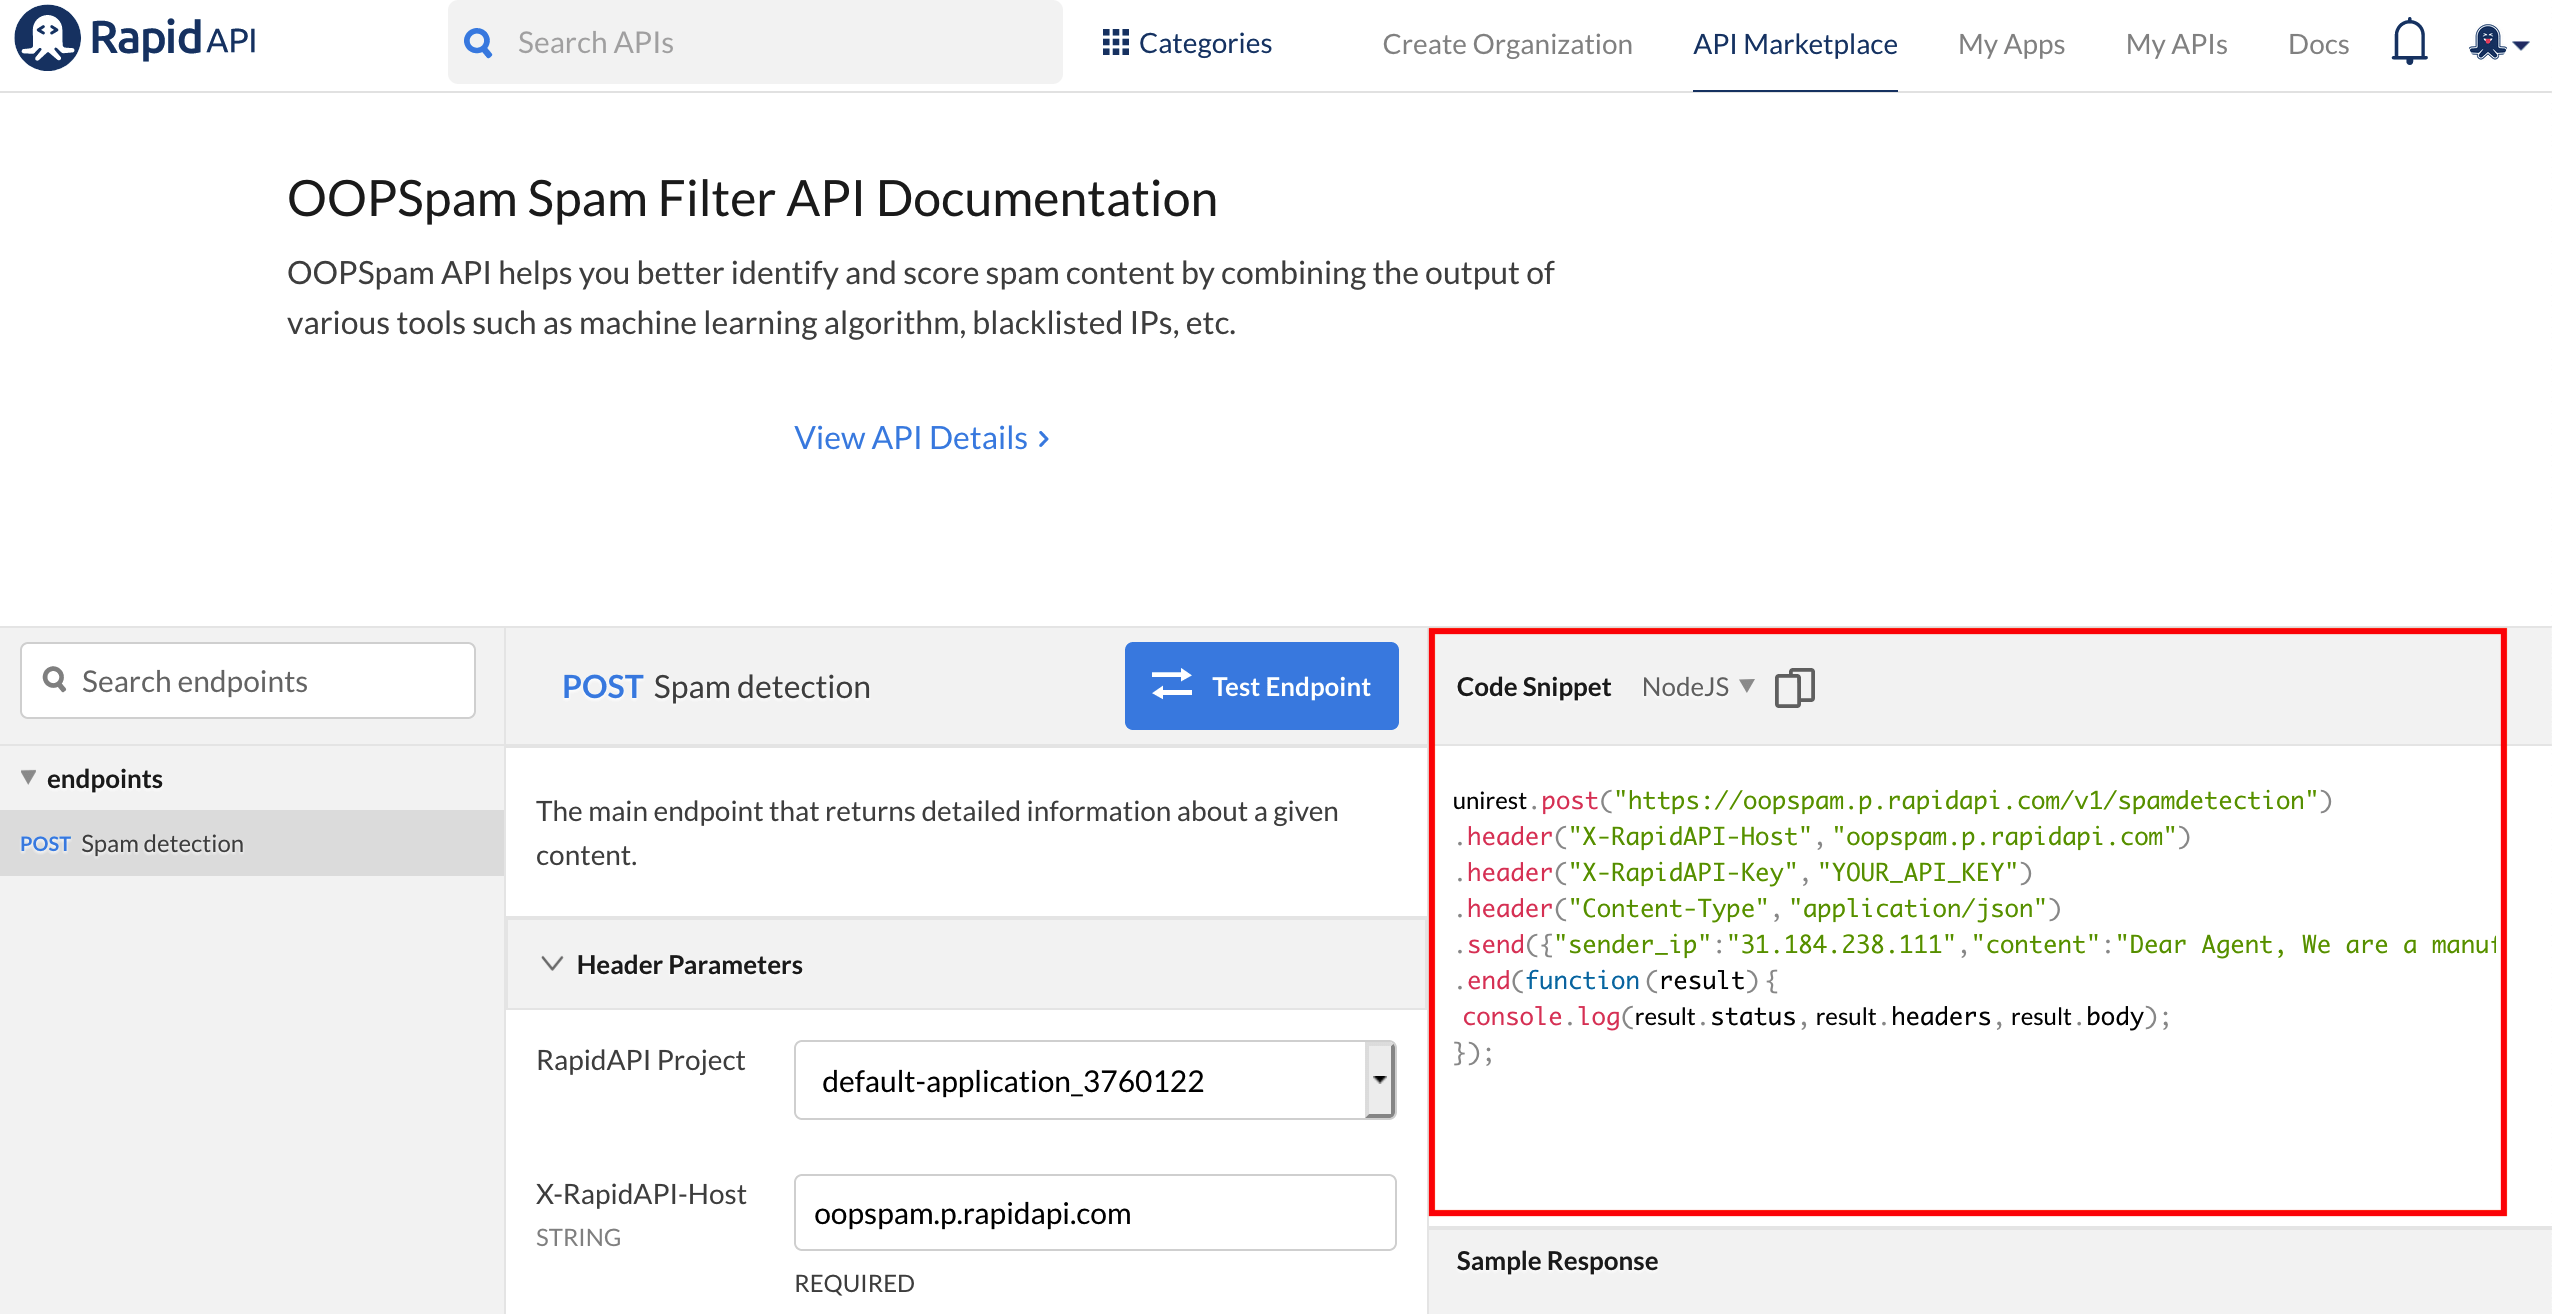 RapidAPI
Search APIs
Categories
Create Organization
API Marketplace
My Apps
My APIs
Docs
OOPSpam Spam Filter API Documentation
OOPSpam API helps you better identify and score spam content by combining the output of
various tools such as machine learning algorithm, blacklisted IPs, etc.
View API Details ›
Search endpoints
endpoints
POST Spam detection
POST Spam detection
Test Endpoint
The main endpoint that returns detailed information about a given
content.
Header Parameters
RapidAPI Project
default-application_3760122
X-RapidAPI-Host
STRING
oopspam.p.rapidapi.com
REQUIRED
Code Snippet
NodeJS
unirest.post("https://oopspam.p.rapidapi.com/v1/spamdetection")
.header("X-RapidAPI-Host","oopspam.p.rapidapi.com")
.header("X-RapidAPI-Key","YOUR_API_KEY")
.header("Content-Type","application/json")
.send({"sender_ip":"31.184.238.111","content":"Dear Agent, We are a
.end(function(result){
console.log(result.status,result.headers,result.body);
});
Sample Response